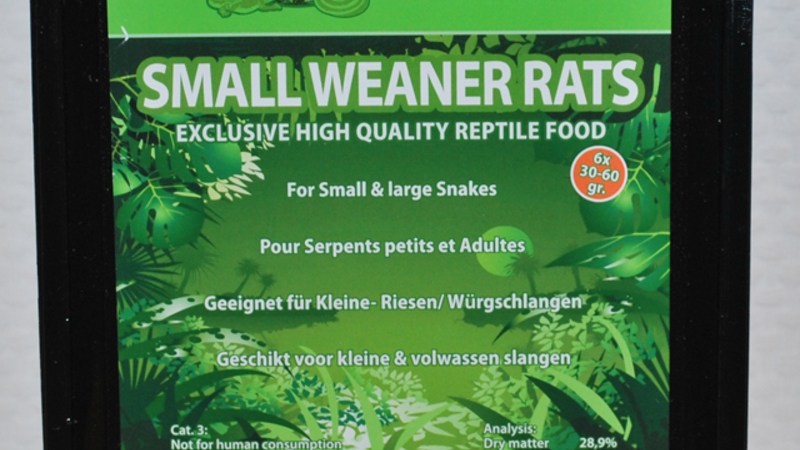 SMALL WEANER RATS
EXCLUSIVE HIGH QUALITY REPTILE FOOD
6x
30-60
gr.
For Small & large Snakes
Pour Serpents petits et Adultes
Geeignet für Kleine- Riesen/ Würgschlangen
Geschikt voor kleine & volwassen slangen
Cat. 3:
Not for human consumption
Analysis:
Dry matter 28,9%